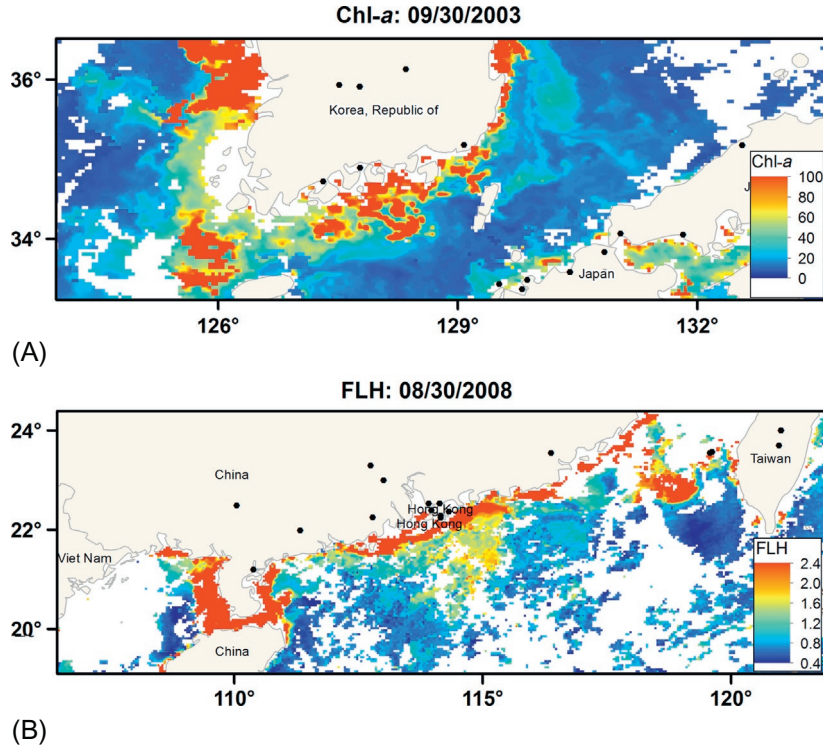 Chl-a: 09/30/2003
36°
Korea, Republic of
Chl-a
100
80
60
40
20
0
J
34°
Japan
126°
129°
132°
(A)
FLH: 08/30/2008
24°
China
Taiwan
Hong Kong
Hong Kong
22°
Viet Nam
FLH
2.4
2.0
1.6
1.2
0.8
0.4
20°
China
110°
115°
120°
(B)